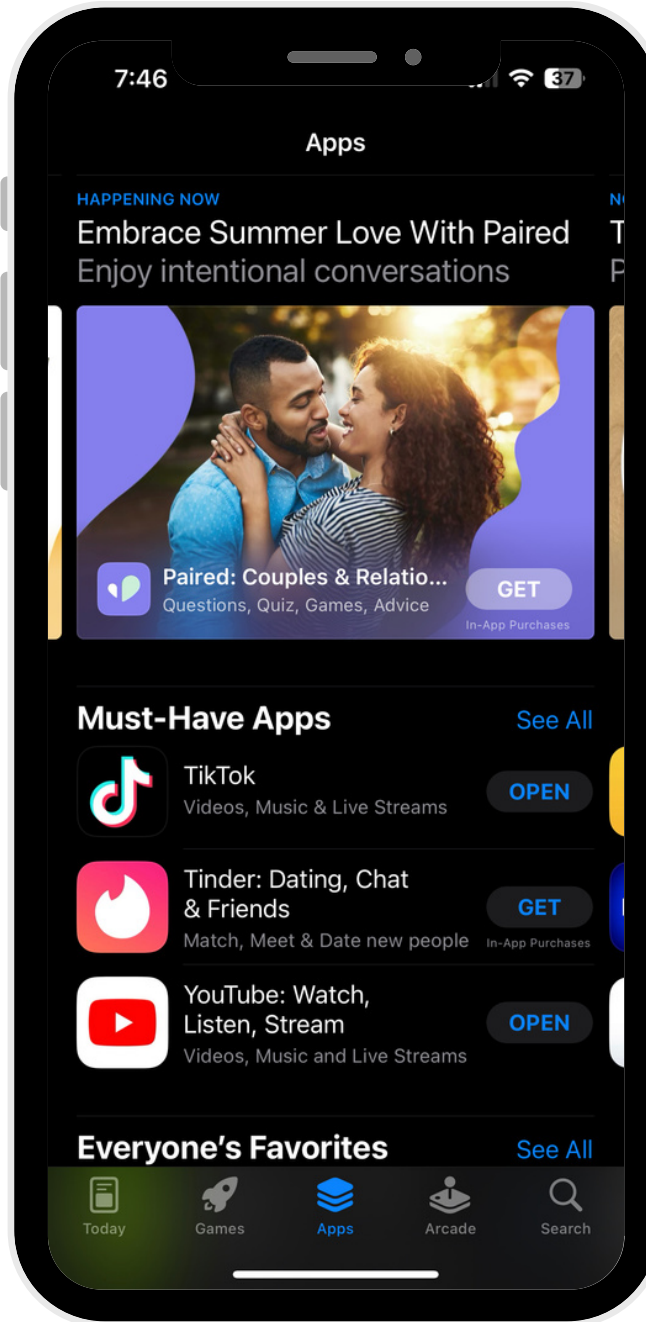 7:46
37
Apps
HAPPENING NOW
Embrace Summer Love With Paired
Enjoy intentional conversations
Paired: Couples & Relatio...
Questions, Quiz, Games, Advice
GET
In-App Purchases
Must-Have Apps
See All
TikTok
Videos, Music & Live Streams
OPEN
Tinder: Dating, Chat
& Friends
Match, Meet & Date new people
GET
In-App Purchases
YouTube: Watch,
Listen, Stream
Videos, Music and Live Streams
OPEN
Everyone’s Favorites
See All
Today
Games
Apps
Arcade
Search